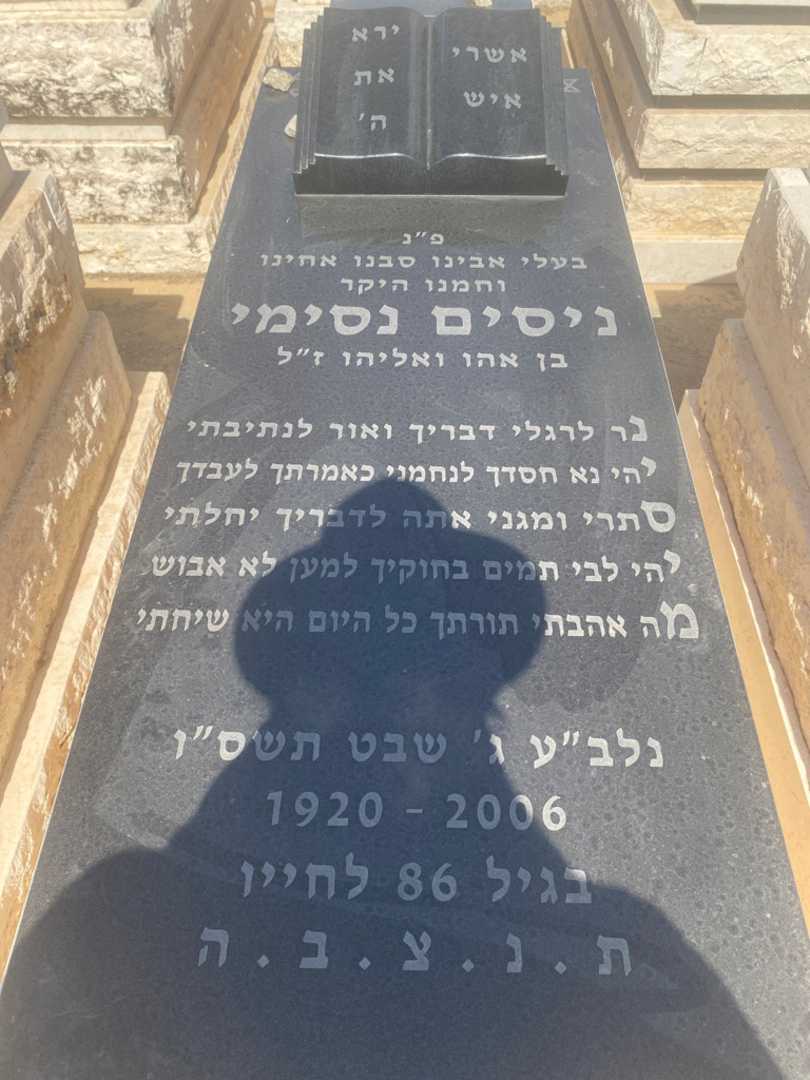 אשרי
איש
ירא
את
ה'
פ"נ
בעלי אבינו סבנו אחינו
וחמנו היקר
ניסים נסימי
בן אהו ואליהו ז"ל
נר לרגלי דבריך ואור לנתיבתי
יהי נא חסדך לנחמני כאמרתך לעבדך
סתרי ומגני אתה לדבריך יחלתי
יהי לבי תמים בחוקיך למען לא אבוש
מה אהבתי תורתך כל היום היא שיחתי
נלב"ע ג' שבט תשס"ו
1920 - 2006
בגיל 86 לחייו
ת.נ.צ.ב.ה